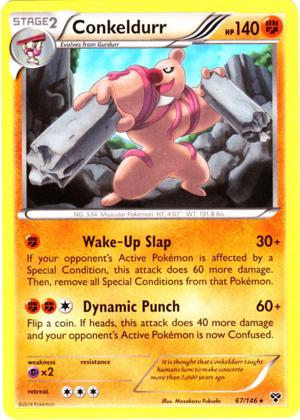 STAGE2 Conkeldurr HP140
Evolves from Gurdurr
NO. 534 Muscular Pokémon HT. 4'07" WT. 191.8 lbs.
Wake-Up Slap 30+
If your opponent's Active Pokémon is affected by a
Special Condition, this attack does 60 more damage.
Then, remove all Special Conditions from that Pokémon.
Dynamic Punch 60+
Flip a coin. If heads, this attack does 40 more damage
and your opponent's Active Pokémon is now Confused.
weakness resistance
×2
retreat cost
It is thought that Conkeldurr taught
humans how to make concrete
more than 2,000 years ago.
Illus. Masakazu Fukuda 67/146 ★
©2014 Pokémon
XY